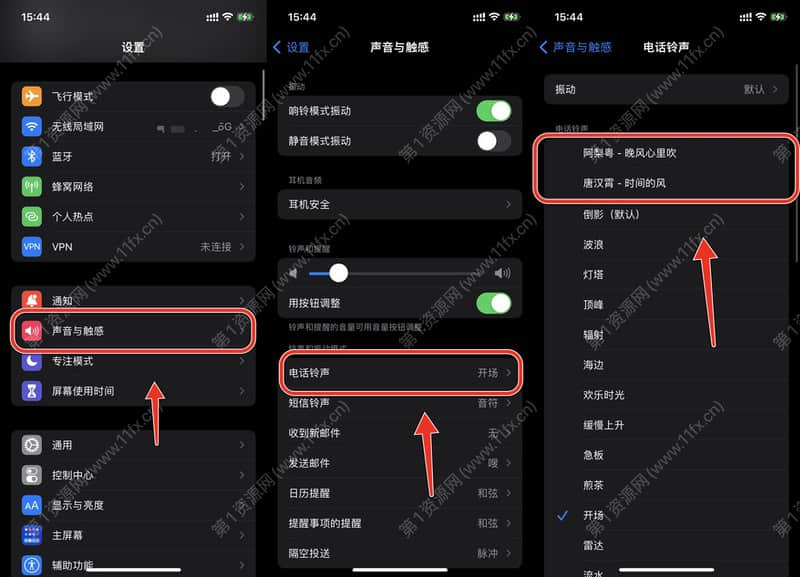 15:44
设置
飞行模式
无线局域网
蓝牙 打开
蜂窝网络
个人热点
VPN VPN 未连接
通知
声音与触感
专注模式
屏幕使用时间
通用
控制中心
AA 显示与亮度
主屏幕
辅助功能
15:44
设置 声音与触感
振动
响铃模式振动
静音模式振动
耳机音频
耳机安全
铃声和提醒
用按钮调整
铃声和提醒的音量可用音量按钮调整
铃声和振动模式
电话铃声 开场
短信铃声 音符
收到新邮件 无
发送邮件 嗖
日历提醒 和弦
提醒事项的提醒 和弦
隔空投送 脉冲
15:44
声音与触感 电话铃声
振动 默认
电话铃声
阿梨粤 - 晚风心里吹
唐汉霄 - 时间的风
倒影（默认）
波浪
灯塔
顶峰
辐射
海边
欢乐时光
缓慢上升
急板
煎茶
开场
雷达
流水
第1资源网 (www.11fx.cn)